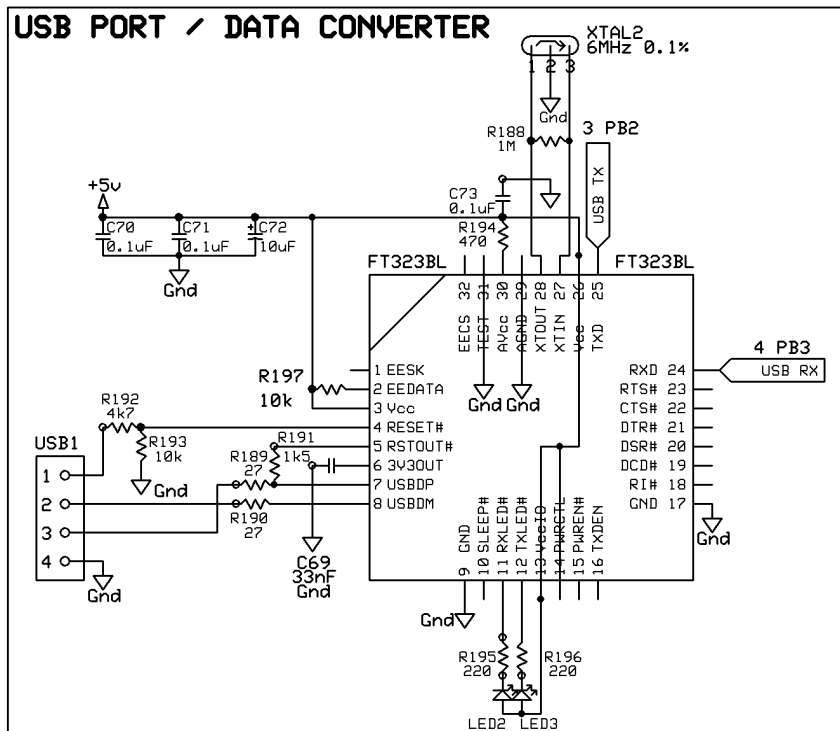 USB PORT / DATA CONVERTER
XTAL2
6MHz 0.1%
1 2 3
Gnd
R188
1M
3 PB2
USB TX
+5v
C70
0.1uF
C71
0.1uF
+
C72
10uF
Gnd
C73
0.1uF
R194
470
FT323BL
FT323BL
EECS 32
TEST 31
AVcc 30
AGND 29
XTOUT 28
XTIN 27
Vcc 26
TXD 25
Gnd Gnd
1 EESK
2 EEDATA
3 Vcc
4 RESET#
5 RSTOUT#
6 3V3OUT
7 USBDP
8 USBDM
RXD 24
RTS# 23
CTS# 22
DTR# 21
DSR# 20
DCD# 19
RI# 18
GND 17
4 PB3
USB RX
Gnd
R197
10k
R192
4k7
R193
10k
Gnd
R191
1k5
R189
27
R190
27
USB1
1
2
3
4
Gnd
C69
33nF
Gnd
9 GND
10 SLEEP#
11 RXLED#
12 TXLED#
13 VccIO
14 PWRCTL
15 PWREN#
16 TXDEN
Gnd
R195
220
R196
220
LED2
LED3